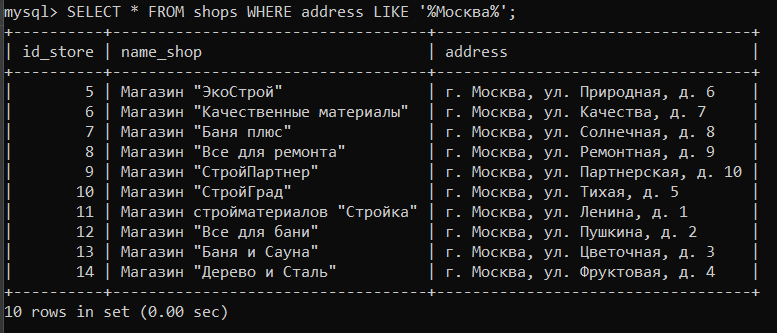 mysql> SELECT * FROM shops WHERE address LIKE '%Москва%';
+----------+----------------------------------+-----------------------------------+
| id_store | name_shop                        | address                           |
+----------+----------------------------------+-----------------------------------+
|        5 | Магазин "ЭкоСтрой"               | г. Москва, ул. Природная, д. 6    |
|        6 | Магазин "Качественные материалы" | г. Москва, ул. Качества, д. 7     |
|        7 | Магазин "Баня плюс"              | г. Москва, ул. Солнечная, д. 8    |
|        8 | Магазин "Все для ремонта"        | г. Москва, ул. Ремонтная, д. 9    |
|        9 | Магазин "СтройПартнер"           | г. Москва, ул. Партнерская, д. 10 |
|       10 | Магазин "СтройГрад"              | г. Москва, ул. Тихая, д. 5        |
|       11 | Магазин стройматериалов "Стройка" | г. Москва, ул. Ленина, д. 1       |
|       12 | Магазин "Все для бани"           | г. Москва, ул. Пушкина, д. 2      |
|       13 | Магазин "Баня и Сауна"           | г. Москва, ул. Цветочная, д. 3    |
|       14 | Магазин "Дерево и Сталь"         | г. Москва, ул. Фруктовая, д. 4    |
+----------+----------------------------------+-----------------------------------+
10 rows in set (0.00 sec)